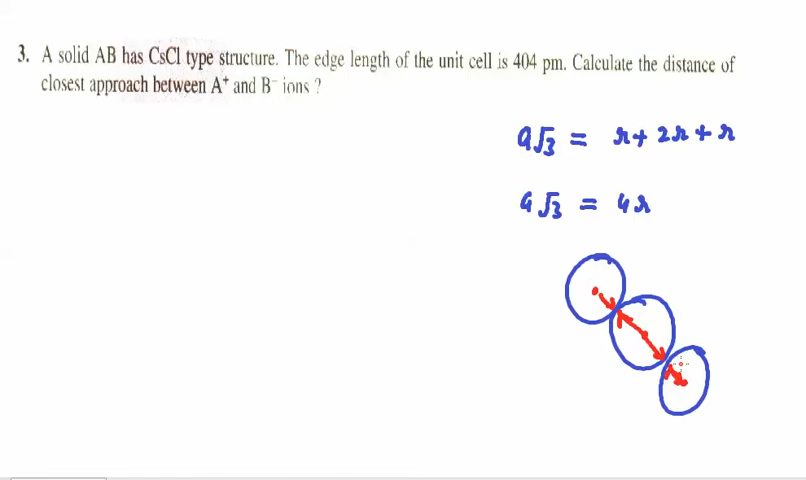 3. A solid AB has CsCl type structure. The edge length of the unit cell is 404 pm. Calculate the distance of
closest approach between A⁺ and B⁻ ions ?
a√3 = r + 2r + r
a√3 = 4r